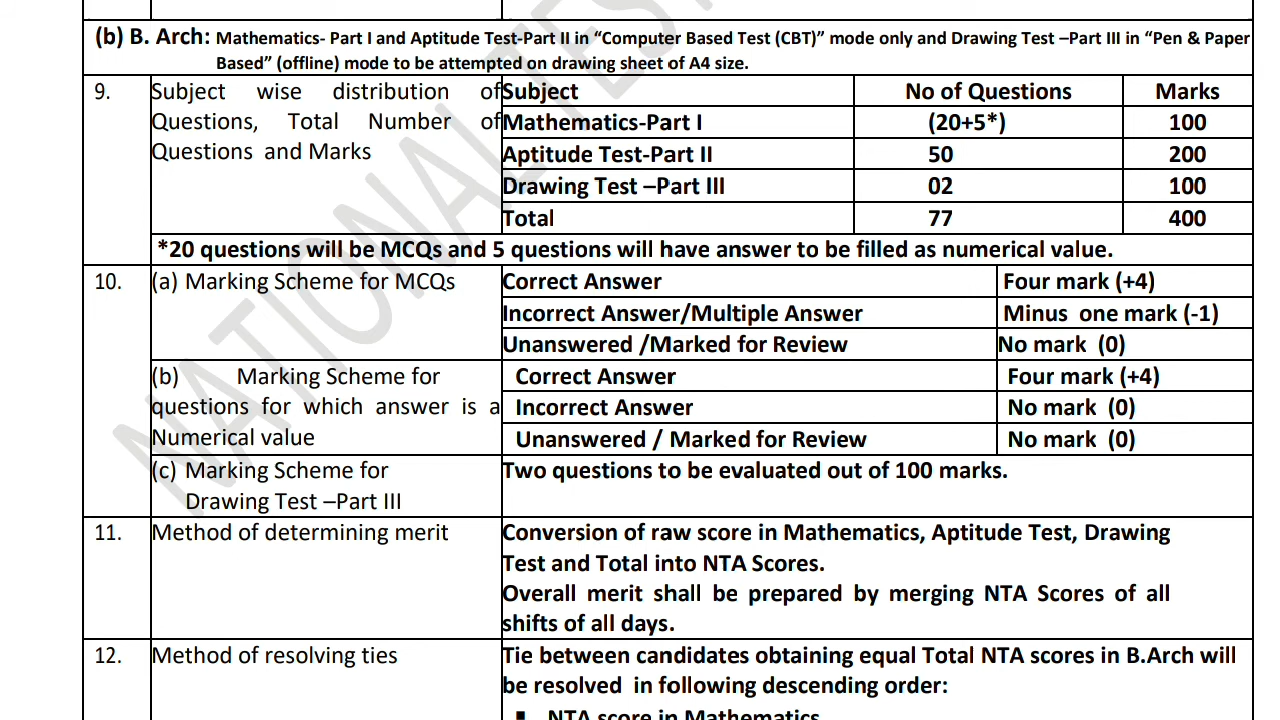 (b) B. Arch: Mathematics- Part I and Aptitude Test-Part II in “Computer Based Test (CBT)” mode only and Drawing Test –Part III in “Pen & Paper
Based” (offline) mode to be attempted on drawing sheet of A4 size.
9. Subject wise distribution of Questions, Total Number of Questions and Marks
Subject No of Questions Marks
Mathematics-Part I (20+5*) 100
Aptitude Test-Part II 50 200
Drawing Test –Part III 02 100
Total 77 400
*20 questions will be MCQs and 5 questions will have answer to be filled as numerical value.
10. (a) Marking Scheme for MCQs
Correct Answer Four mark (+4)
Incorrect Answer/Multiple Answer Minus one mark (-1)
Unanswered /Marked for Review No mark (0)
(b) Marking Scheme for
questions for which answer is a
Numerical value
Correct Answer Four mark (+4)
Incorrect Answer No mark (0)
Unanswered / Marked for Review No mark (0)
(c) Marking Scheme for
Drawing Test –Part III
Two questions to be evaluated out of 100 marks.
11. Method of determining merit
Conversion of raw score in Mathematics, Aptitude Test, Drawing
Test and Total into NTA Scores.
Overall merit shall be prepared by merging NTA Scores of all
shifts of all days.
12. Method of resolving ties
Tie between candidates obtaining equal Total NTA scores in B.Arch will
be resolved in following descending order:
▪ NTA score in Mathematics
NATIONAL